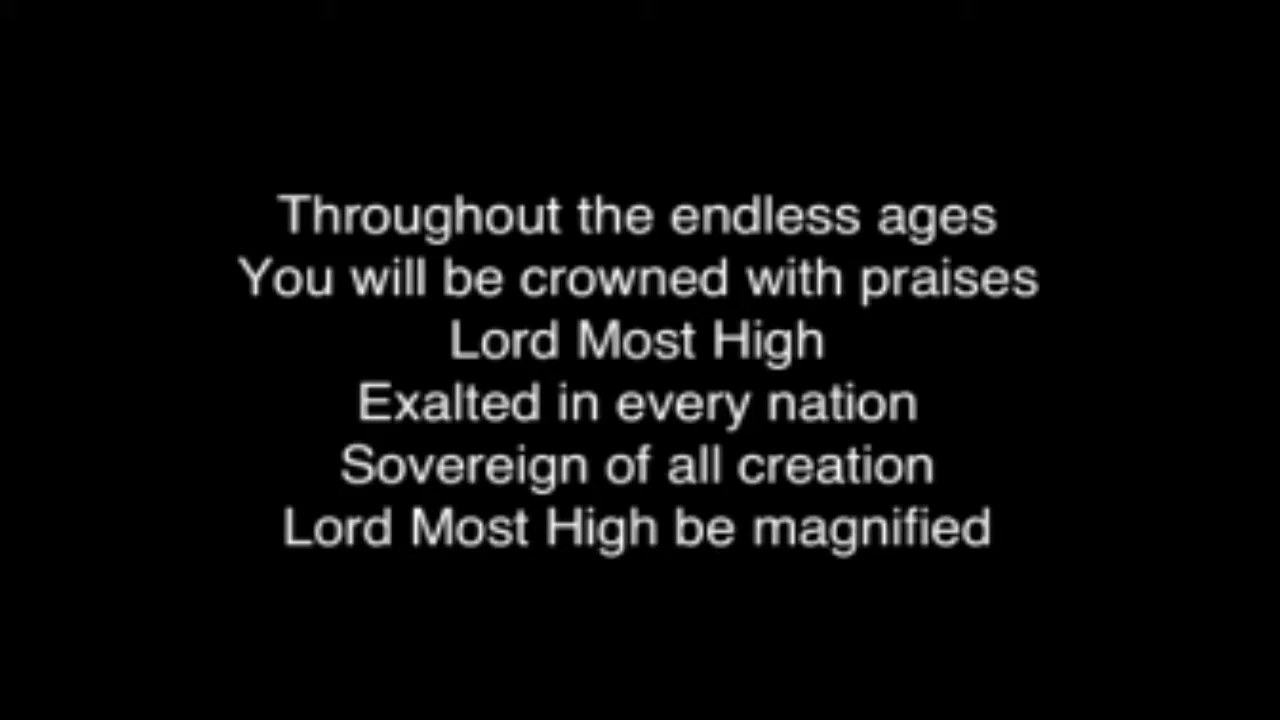 Throughout the endless ages
You will be crowned with praises
Lord Most High
Exalted in every nation
Sovereign of all creation
Lord Most High be magnified